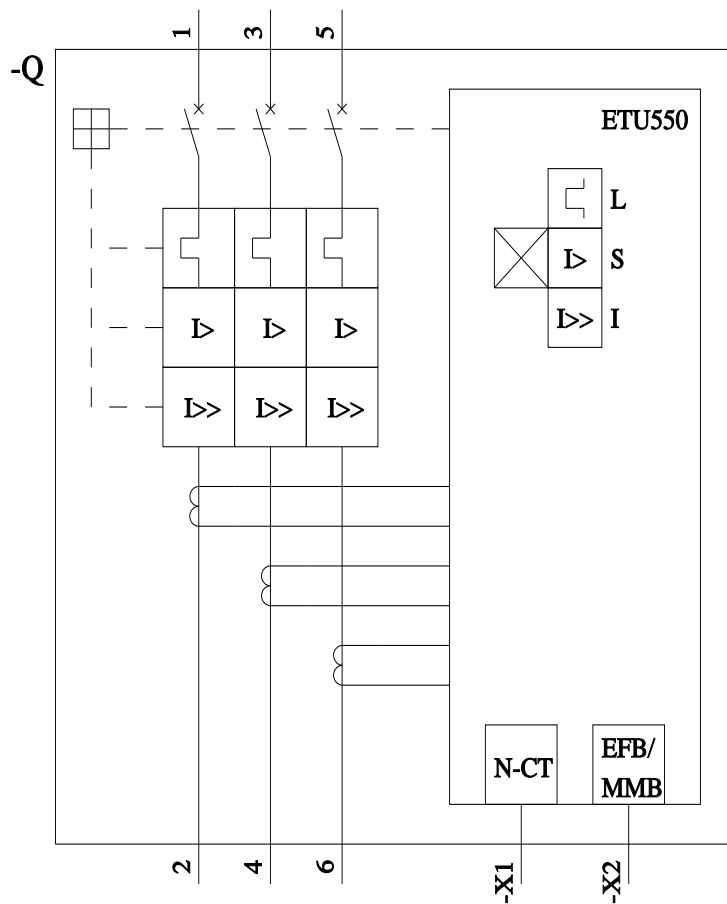 1 3 5
-Q
ETU550
L
I> S
I> I> I> I>> I
I>> I>> I>>
N-CT EFB/
MMB
2 4 6 -X1 -X2